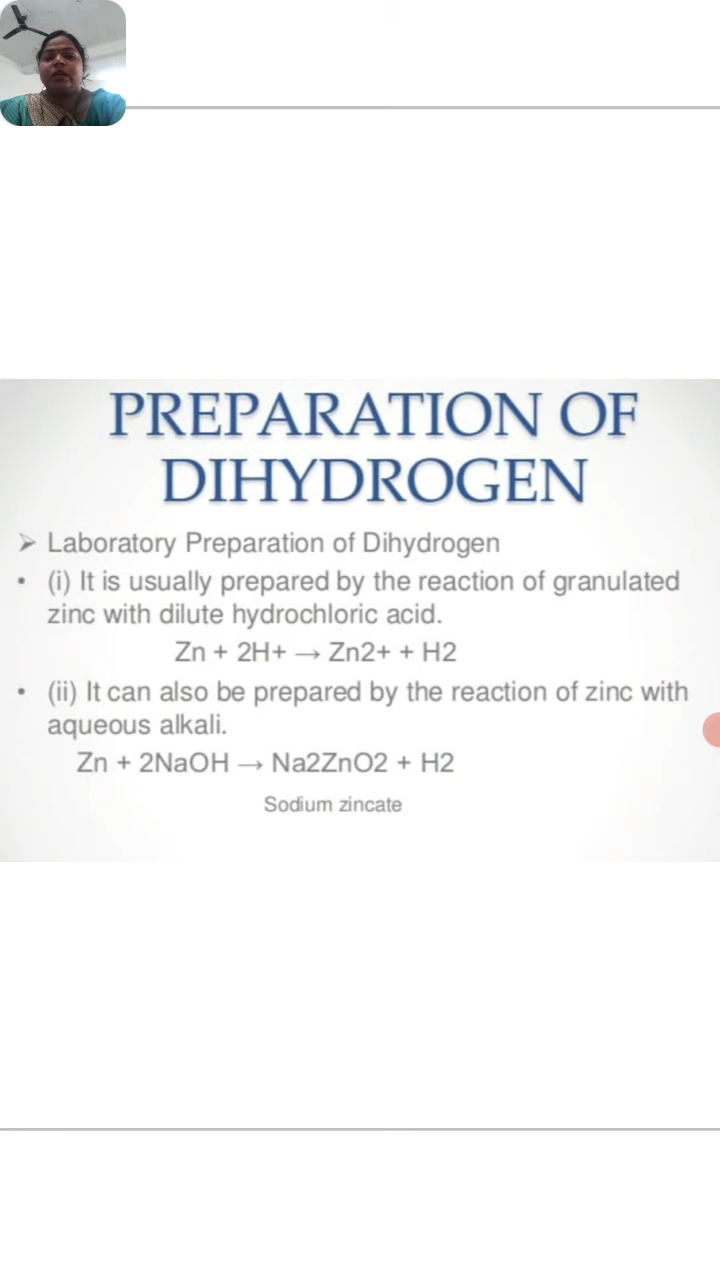 PREPARATION OF
DIHYDROGEN
➢ Laboratory Preparation of Dihydrogen
• (i) It is usually prepared by the reaction of granulated
zinc with dilute hydrochloric acid.
Zn + 2H+ → Zn2+ + H2
• (ii) It can also be prepared by the reaction of zinc with
aqueous alkali.
Zn + 2NaOH → Na2ZnO2 + H2
Sodium zincate